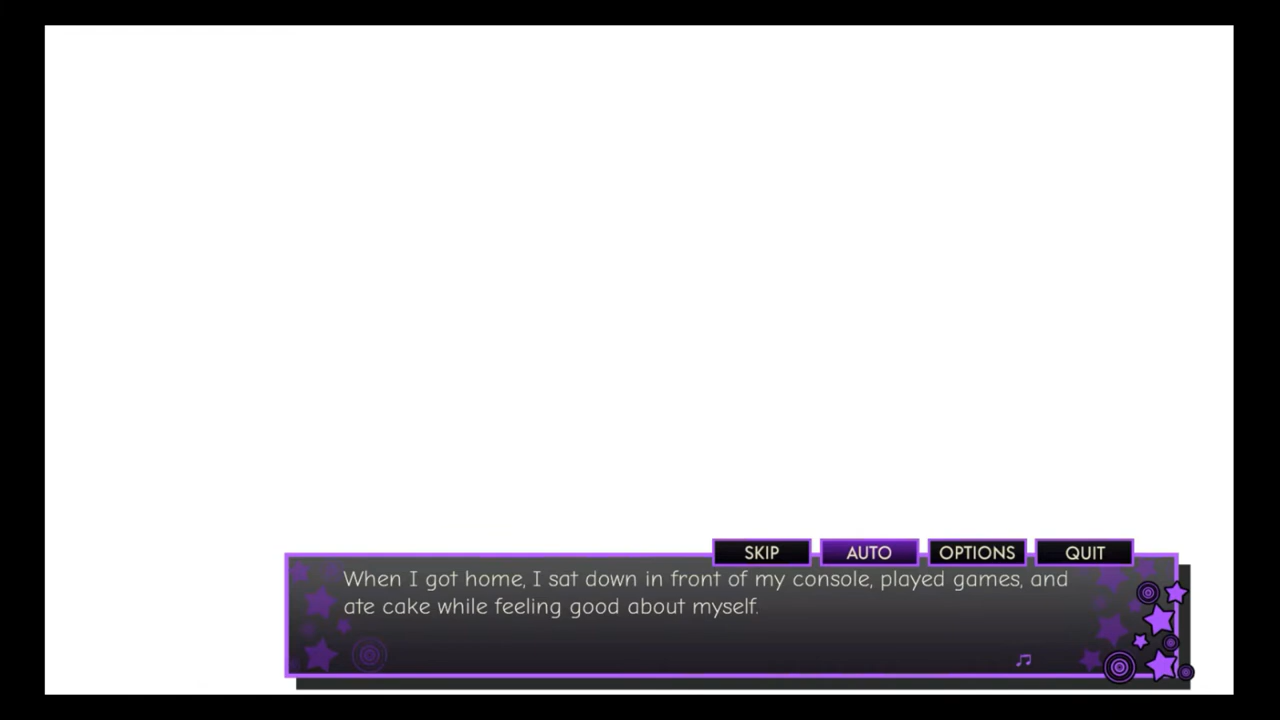 SKIP AUTO OPTIONS QUIT
When I got home, I sat down in front of my console, played games, and
ate cake while feeling good about myself.